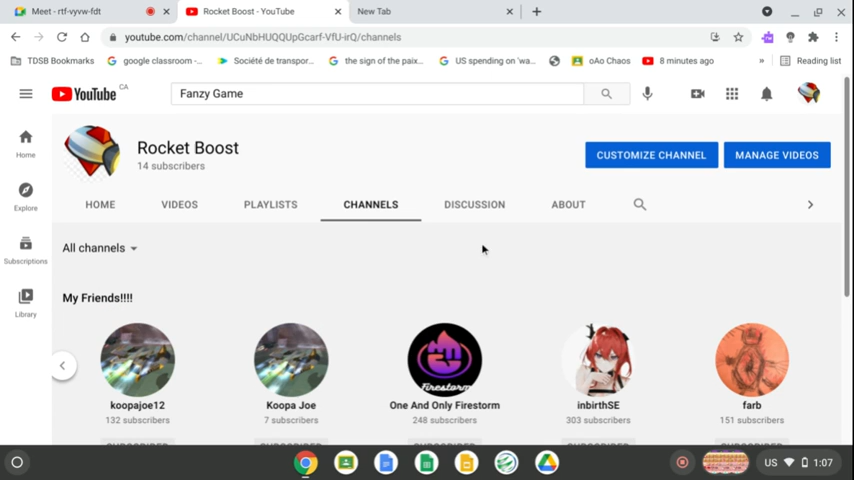 Meet - rtf-vyvw-fdt
Rocket Boost - YouTube
New Tab
youtube.com/channel/UCuNbHUQQUpGcarf-VfU-irQ/channels
TDSB Bookmarks
google classroom -...
Société de transpor...
the sign of the paix...
US spending on 'wa...
oAo Chaos
8 minutes ago
»
Reading list
YouTube CA
Fanzy Game
Home
Explore
Subscriptions
Library
Rocket Boost
14 subscribers
CUSTOMIZE CHANNEL
MANAGE VIDEOS
HOME
VIDEOS
PLAYLISTS
CHANNELS
DISCUSSION
ABOUT
All channels
My Friends!!!!
Firestorm
koopajoe12
Koopa Joe
One And Only Firestorm
inbirthSE
farb
132 subscribers
7 subscribers
248 subscribers
303 subscribers
151 subscribers
US
1:07